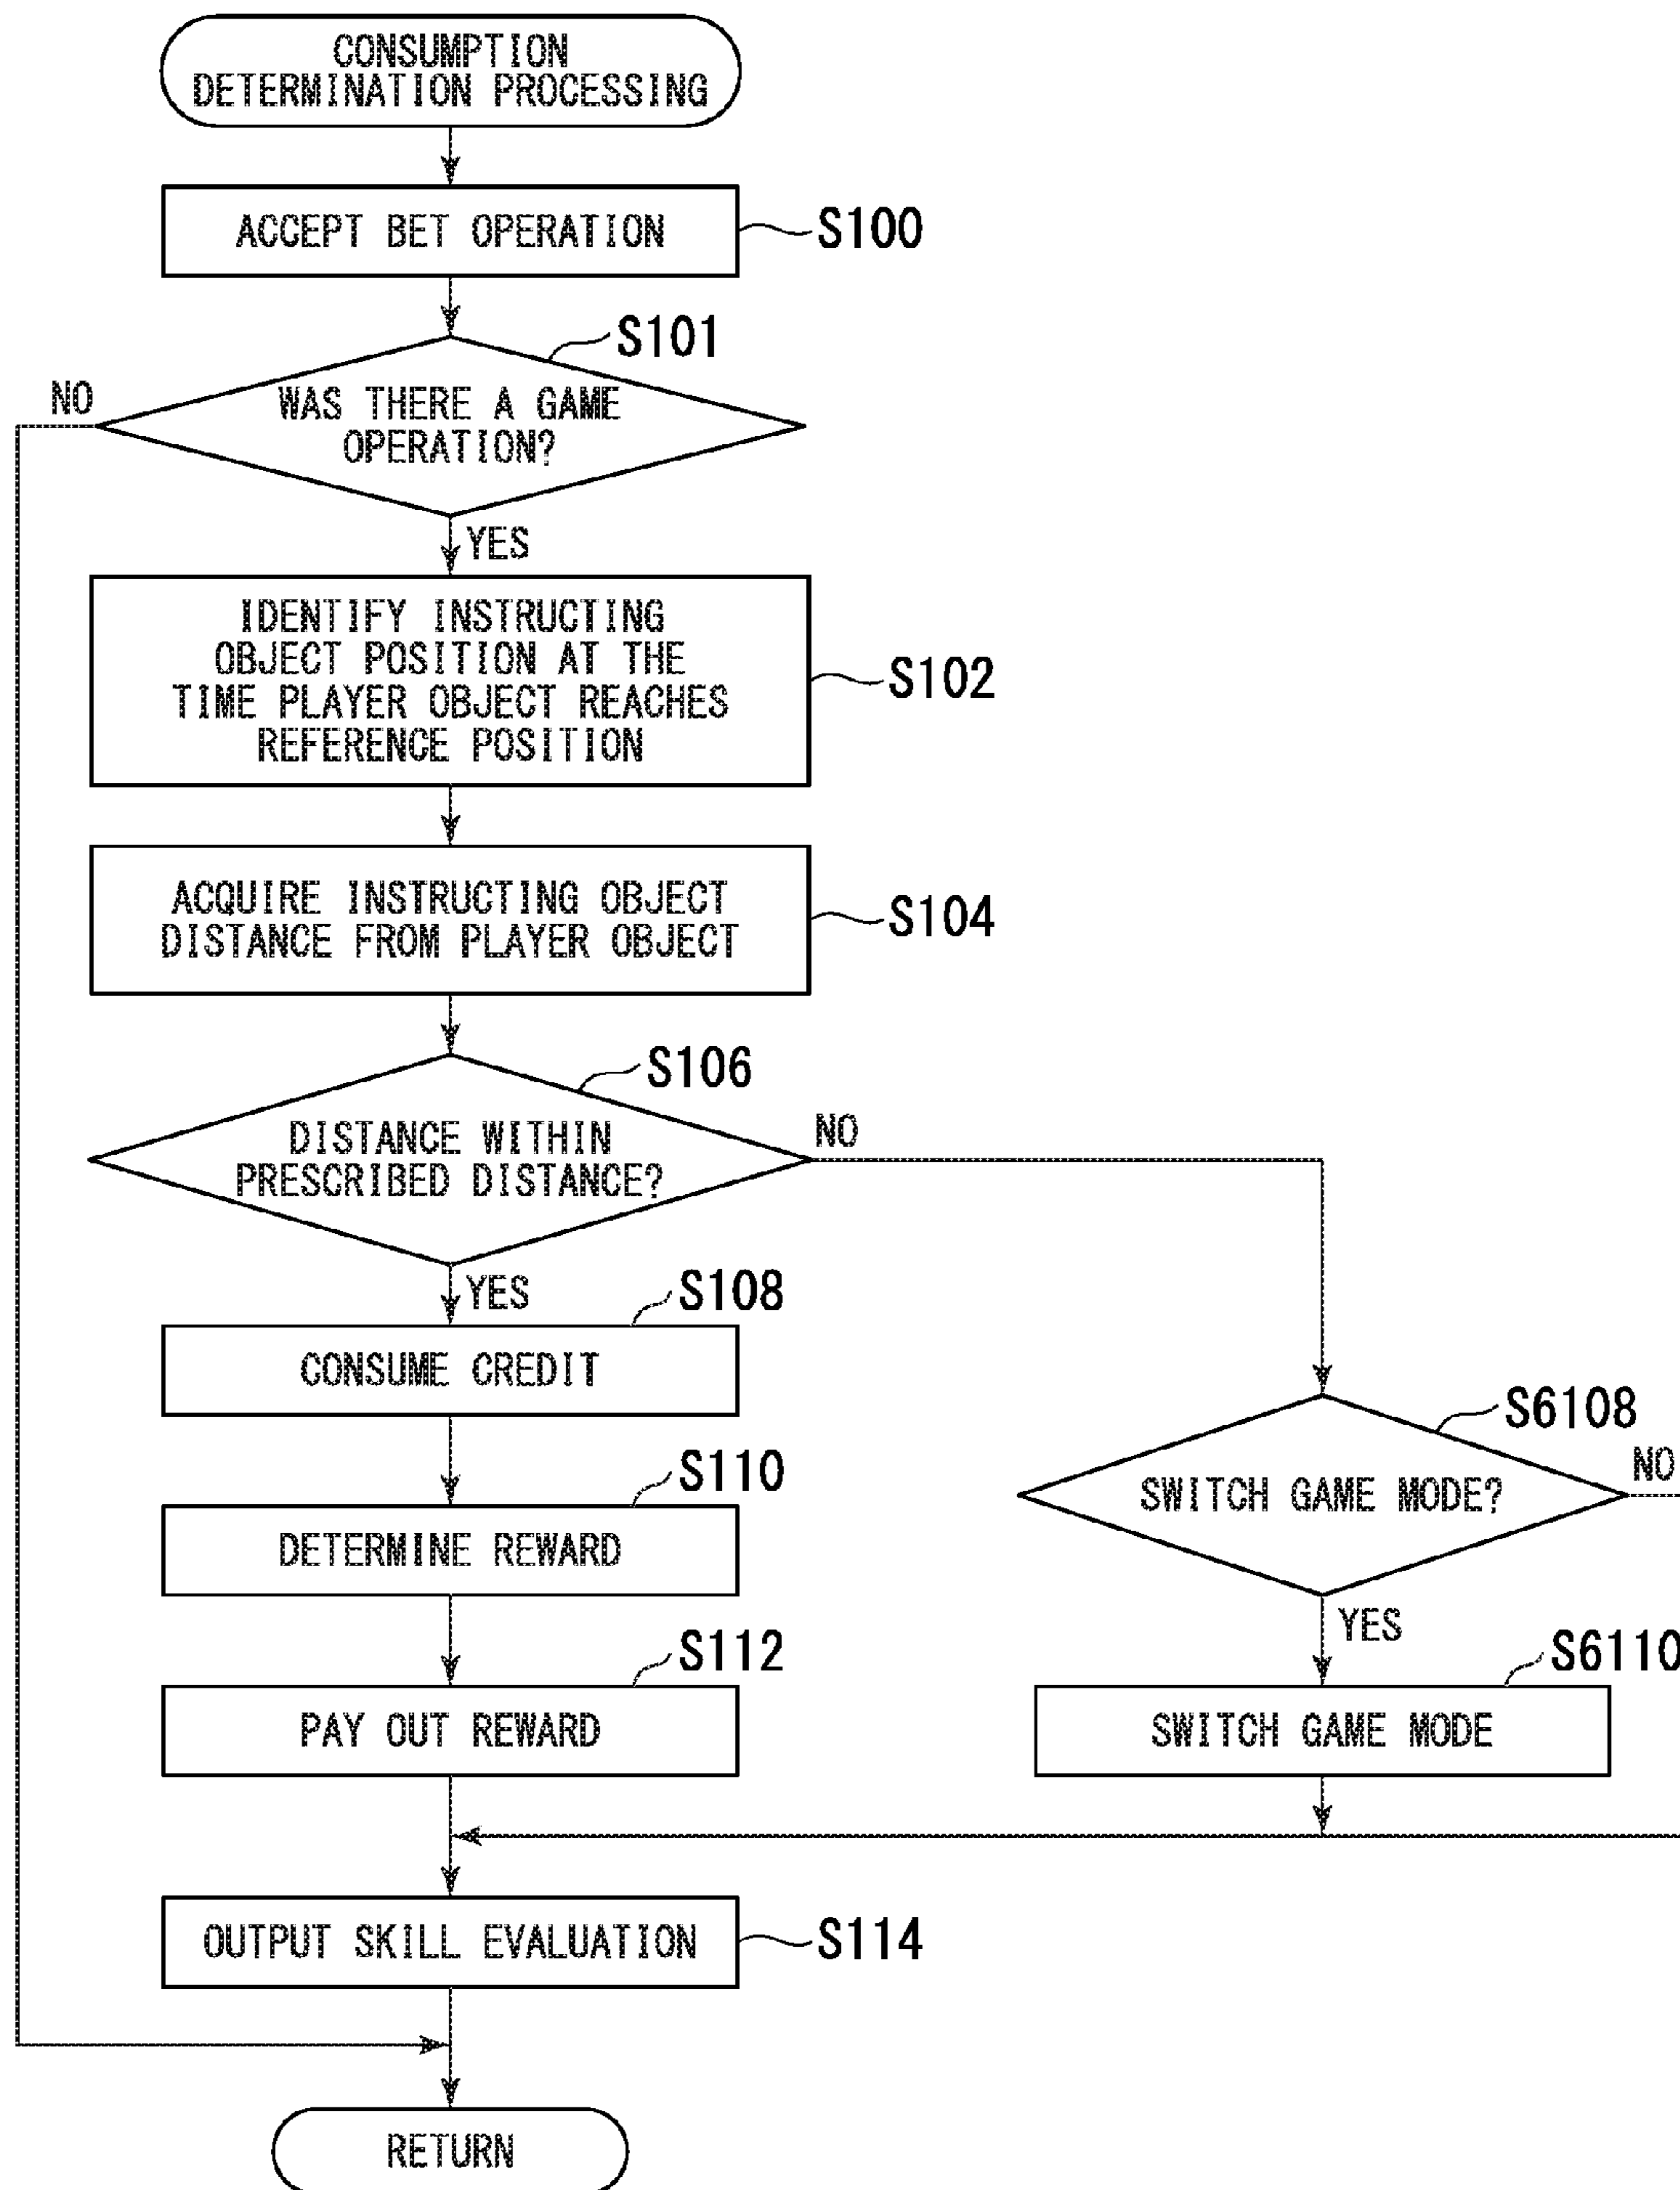 CONSUMPTION
DETERMINATION PROCESSING
ACCEPT BET OPERATION
S100
S101
NO
WAS THERE A GAME
OPERATION?
YES
IDENTIFY INSTRUCTING
OBJECT POSITION AT THE
TIME PLAYER OBJECT REACHES
REFERENCE POSITION
S102
ACQUIRE INSTRUCTING OBJECT
DISTANCE FROM PLAYER OBJECT
S104
S106
DISTANCE WITHIN
PRESCRIBED DISTANCE?
NO
YES
S108
CONSUME CREDIT
S110
DETERMINE REWARD
S112
PAY OUT REWARD
S6108
SWITCH GAME MODE?
NO
YES
S6110
SWITCH GAME MODE
OUTPUT SKILL EVALUATION
S114
RETURN